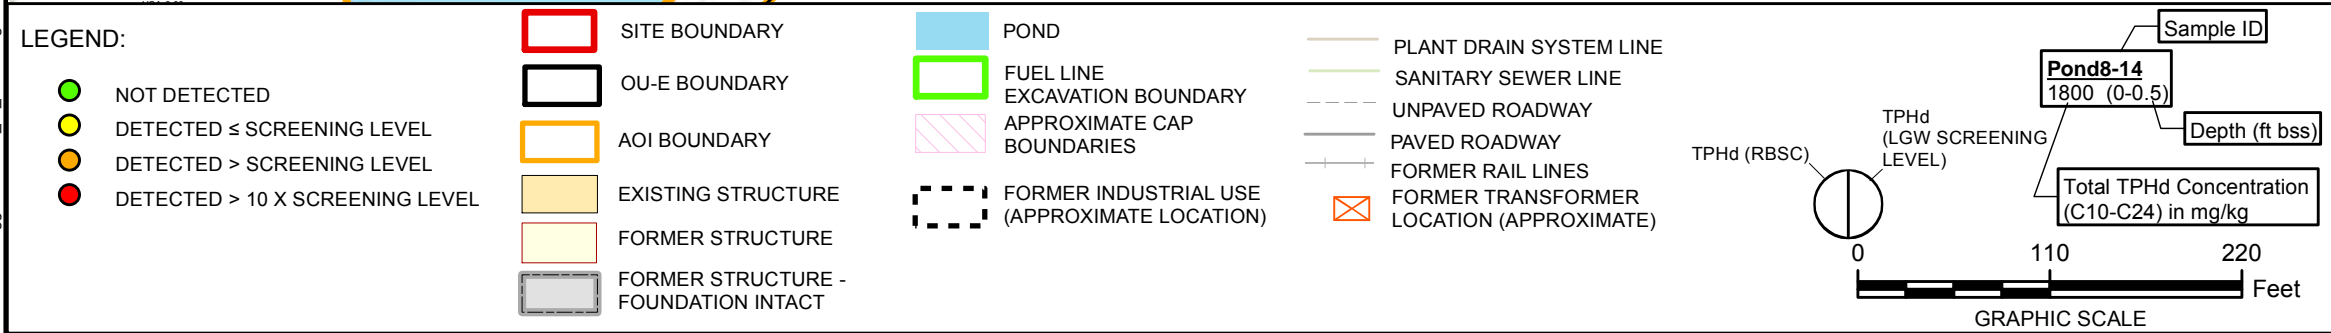 LEGEND:
NOT DETECTED
DETECTED ≤ SCREENING LEVEL
DETECTED > SCREENING LEVEL
DETECTED > 10 X SCREENING LEVEL
SITE BOUNDARY
OU-E BOUNDARY
AOI BOUNDARY
EXISTING STRUCTURE
FORMER STRUCTURE
FORMER STRUCTURE -
FOUNDATION INTACT
POND
FUEL LINE
EXCAVATION BOUNDARY
APPROXIMATE CAP
BOUNDARIES
FORMER INDUSTRIAL USE
(APPROXIMATE LOCATION)
PLANT DRAIN SYSTEM LINE
SANITARY SEWER LINE
UNPAVED ROADWAY
PAVED ROADWAY
FORMER RAIL LINES
FORMER TRANSFORMER
LOCATION (APPROXIMATE)
TPHd (RBSC)
TPHd
(LGW SCREENING
LEVEL)
Sample ID
Pond8-14
1800 (0-0.5)
Depth (ft bss)
Total TPHd Concentration
(C10-C24) in mg/kg
0 110 220
Feet
GRAPHIC SCALE